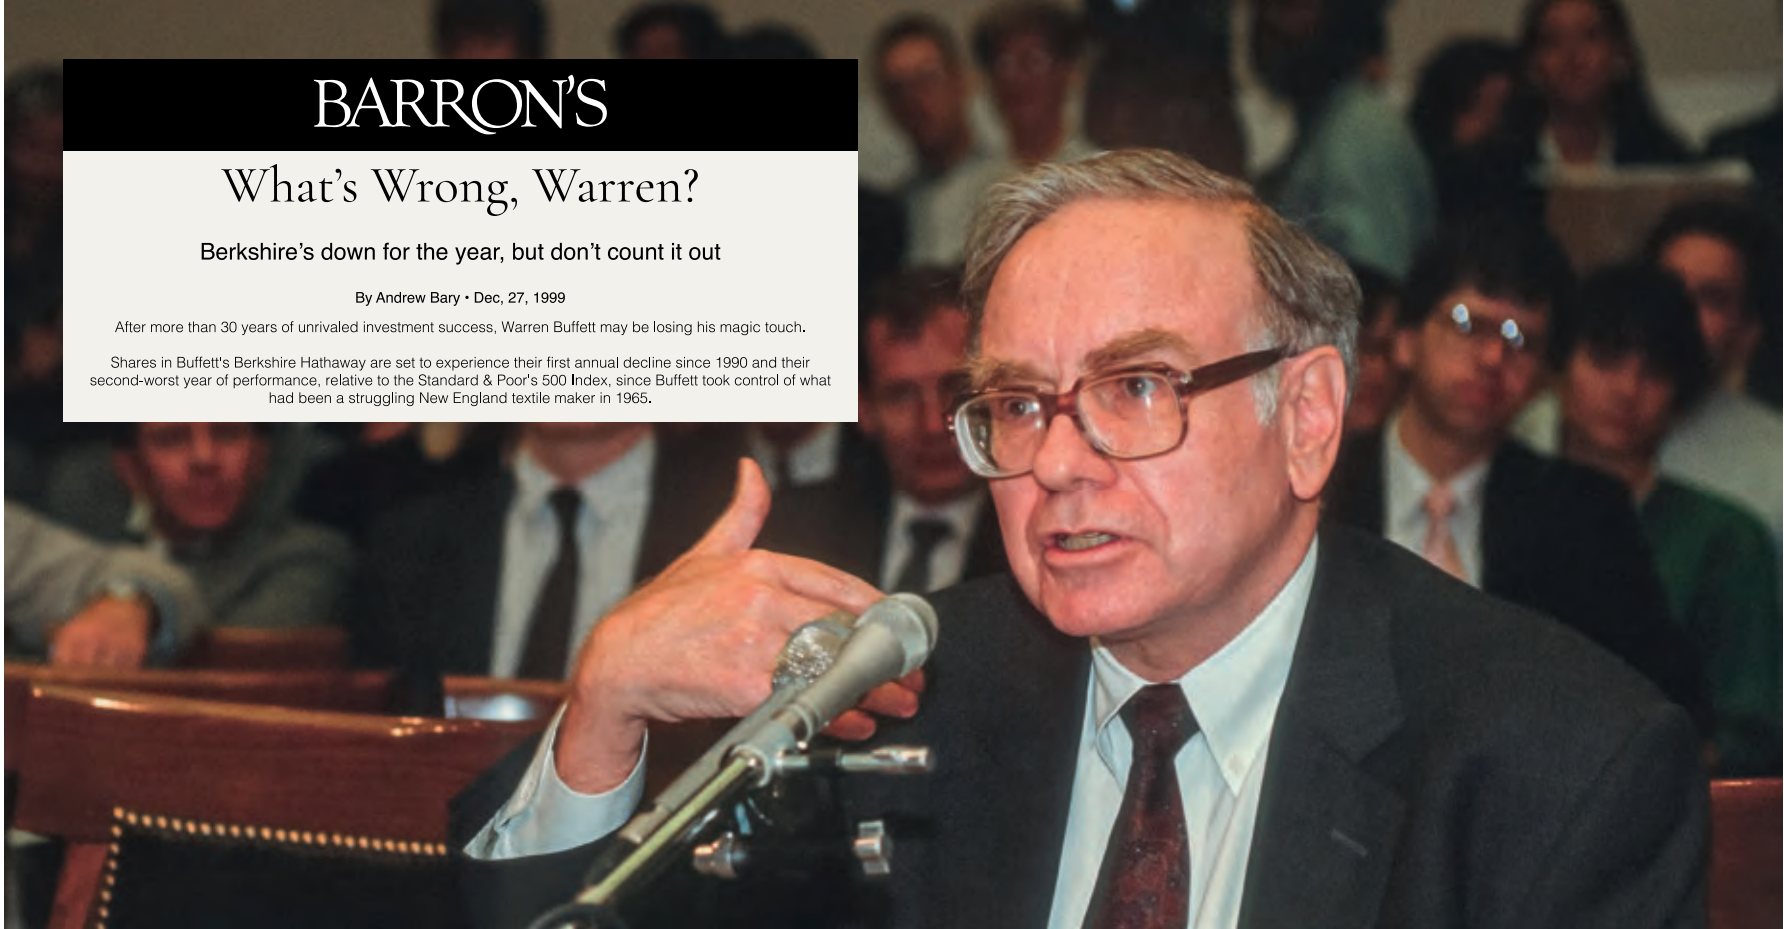 BARRON'S
What's Wrong, Warren?
Berkshire's down for the year, but don't count it out
By Andrew Bary • Dec, 27, 1999
After more than 30 years of unrivaled investment success, Warren Buffett may be losing his magic touch.
Shares in Buffett's Berkshire Hathaway are set to experience their first annual decline since 1990 and their
second-worst year of performance, relative to the Standard & Poor's 500 Index, since Buffett took control of what
had been a struggling New England textile maker in 1965.